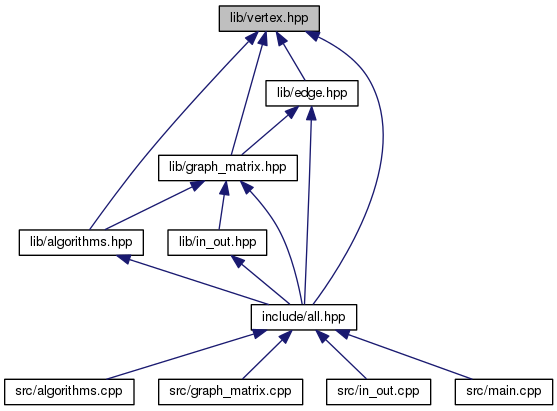 lib/vertex.hpp
lib/edge.hpp
lib/graph_matrix.hpp
lib/algorithms.hpp
lib/in_out.hpp
include/all.hpp
src/algorithms.cpp
src/graph_matrix.cpp
src/in_out.cpp
src/main.cpp